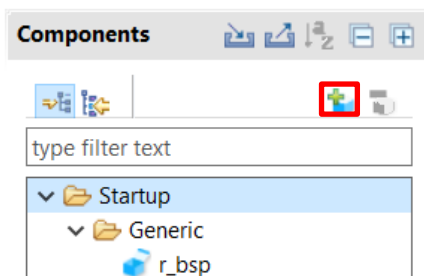 Components
type filter text
Startup
Generic
r_bsp